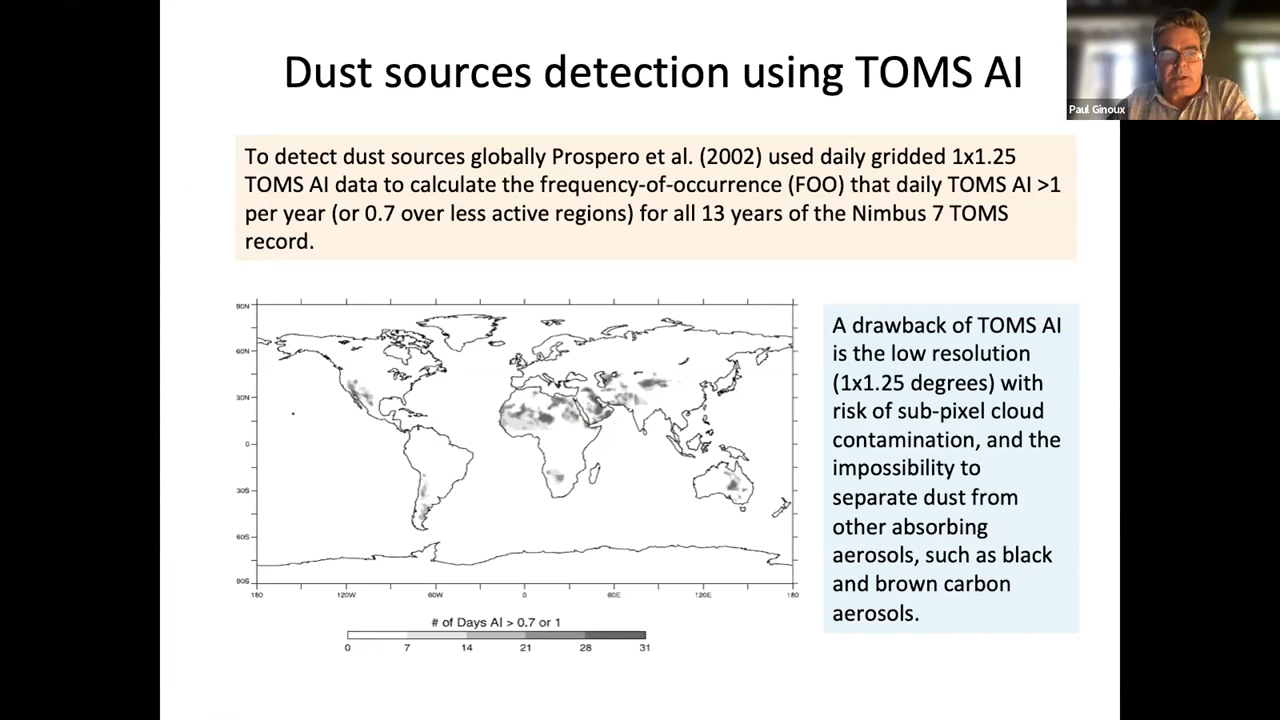 Dust sources detection using TOMS AI
Paul Ginoux
To detect dust sources globally Prospero et al. (2002) used daily gridded 1x1.25
TOMS AI data to calculate the frequency-of-occurrence (FOO) that daily TOMS AI >1
per year (or 0.7 over less active regions) for all 13 years of the Nimbus 7 TOMS
record.
90N
60N
30N
0
30S
60S
90S
180 120W 60W 0 60E 120E 180
# of Days AI > 0.7 or 1
0 7 14 21 28 31
A drawback of TOMS AI
is the low resolution
(1x1.25 degrees) with
risk of sub-pixel cloud
contamination, and the
impossibility to
separate dust from
other absorbing
aerosols, such as black
and brown carbon
aerosols.